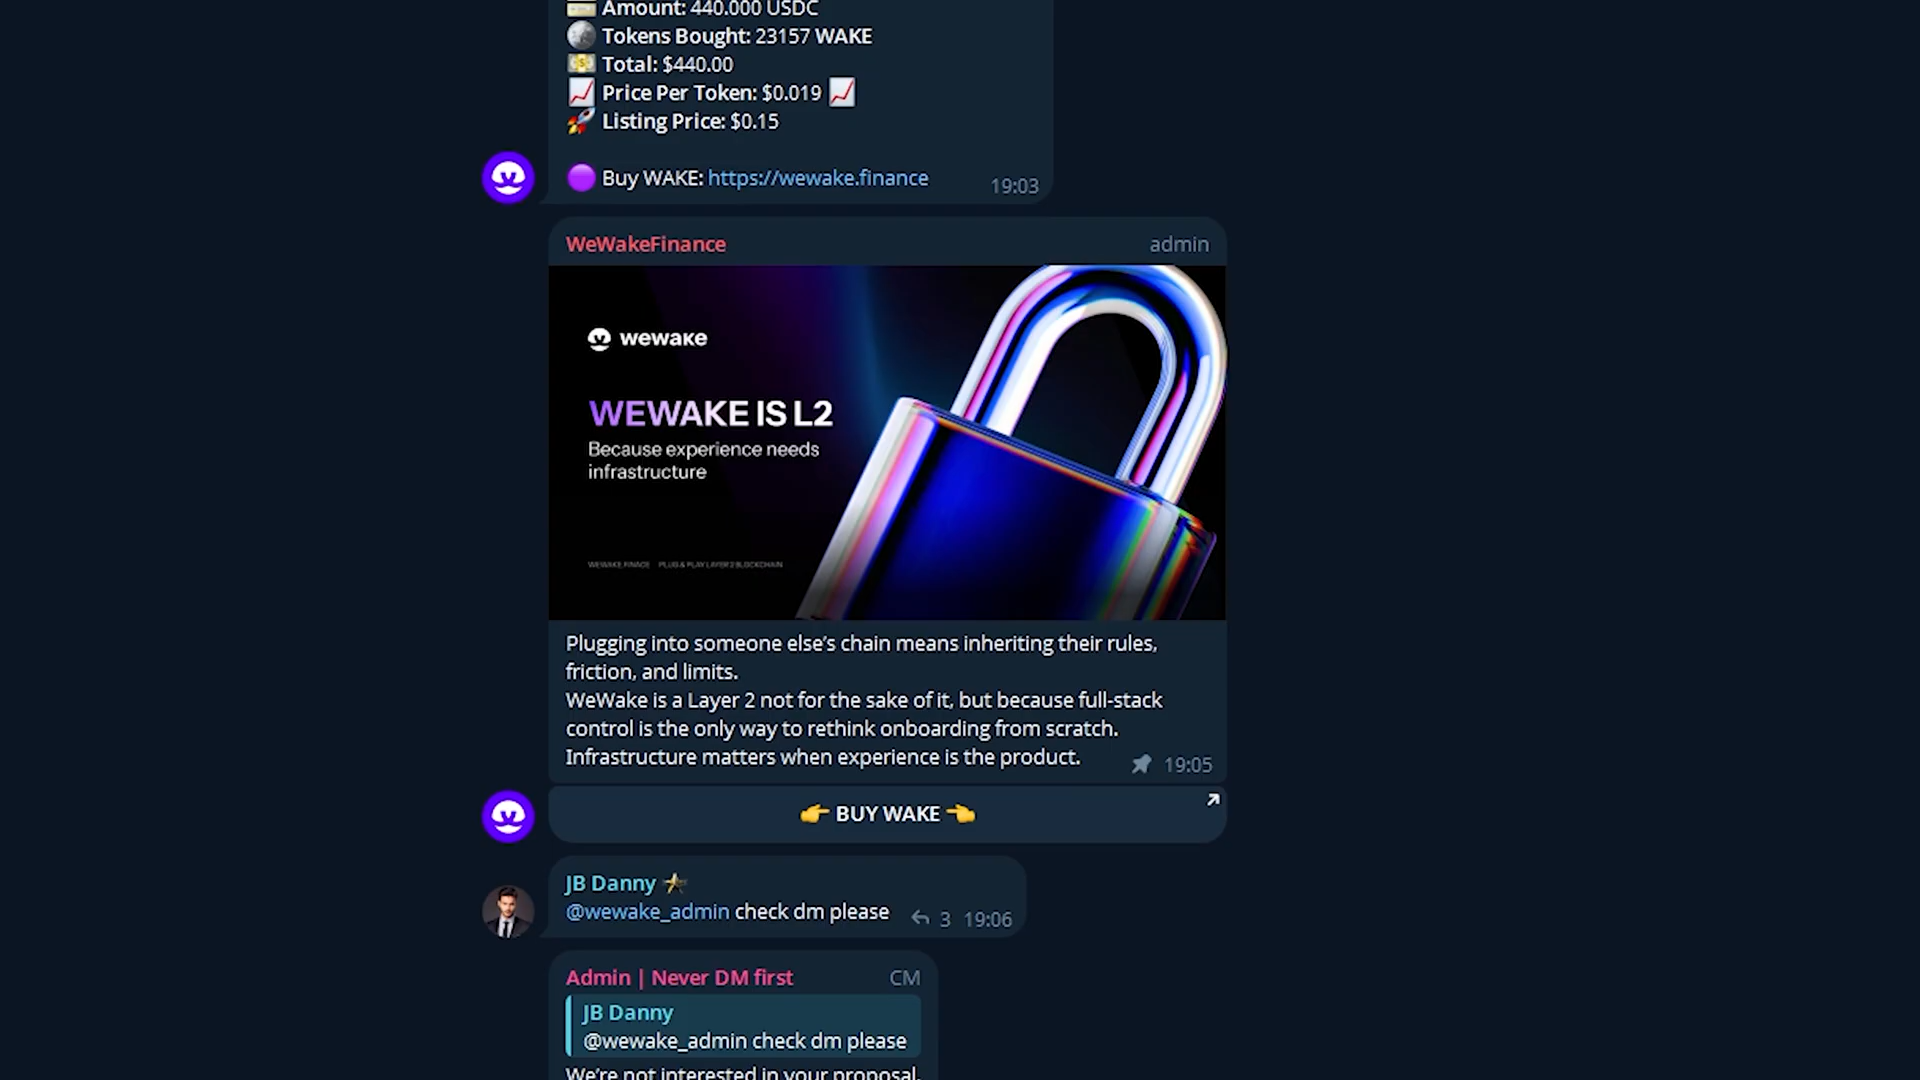 Amount: 440.000 USDC
Tokens Bought: 23157 WAKE
Total: $440.00
Price Per Token: $0.019
Listing Price: $0.15
Buy WAKE: https://wewake.finance
19:03
WeWakeFinance admin
wewake
WEWAKE IS L2
Because experience needs
infrastructure
WEWAKE.FINACE PLUG & PLAY LAYER 2 BLOCKCHAIN
Plugging into someone else’s chain means inheriting their rules,
friction, and limits.
WeWake is a Layer 2 not for the sake of it, but because full-stack
control is the only way to rethink onboarding from scratch.
Infrastructure matters when experience is the product.
19:05
👉 BUY WAKE 👈
JB Danny
@wewake_admin check dm please 3 19:06
Admin | Never DM first CM
JB Danny
@wewake_admin check dm please
We’re not interested in your proposal.